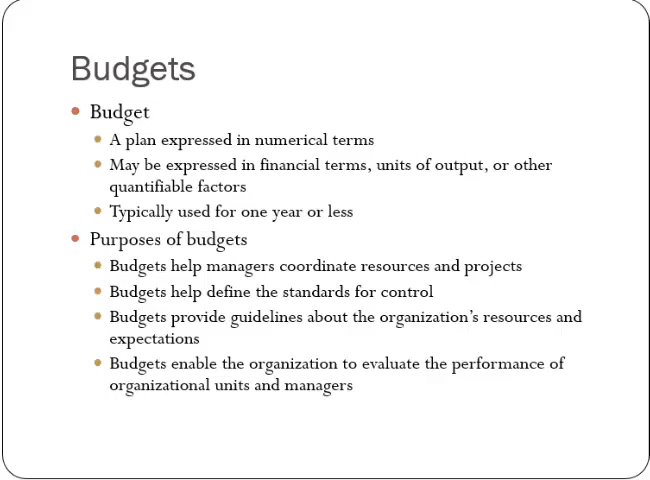 Budgets
Budget
A plan expressed in numerical terms
May be expressed in financial terms, units of output, or other
quantifiable factors
Typically used for one year or less
Purposes of budgets
Budgets help managers coordinate resources and projects
Budgets help define the standards for control
Budgets provide guidelines about the organization's resources and
expectations
Budgets enable the organization to evaluate the performance of
organizational units and managers